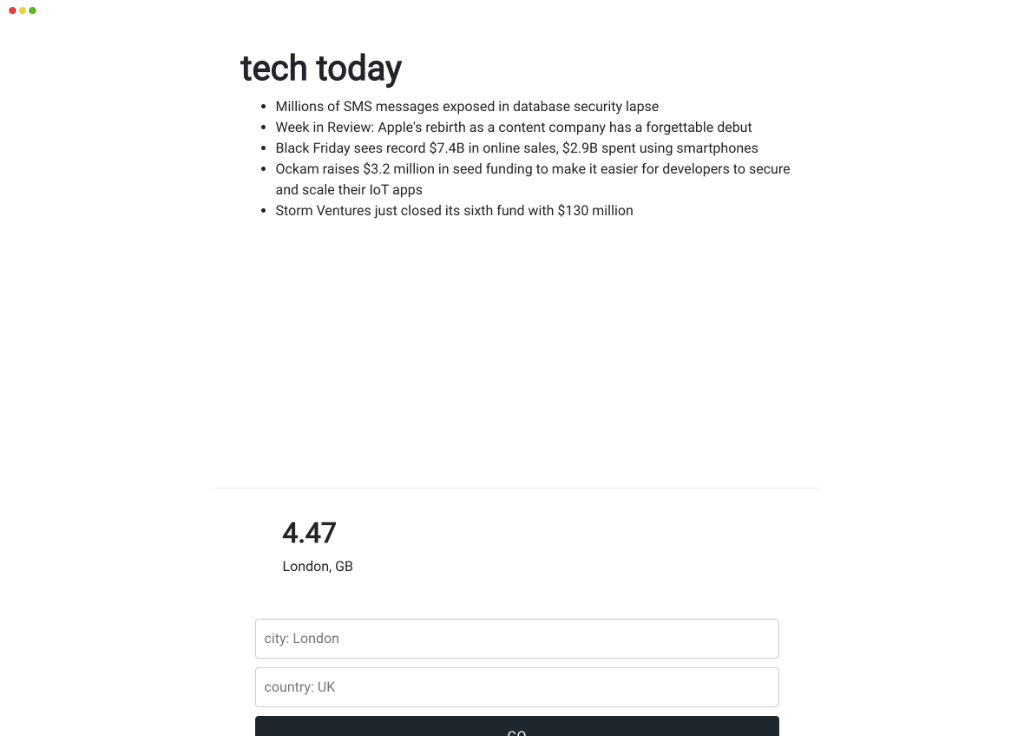 tech today
Millions of SMS messages exposed in database security lapse
Week in Review: Apple's rebirth as a content company has a forgettable debut
Black Friday sees record $7.4B in online sales, $2.9B spent using smartphones
Ockam raises $3.2 million in seed funding to make it easier for developers to secure
and scale their IoT apps
Storm Ventures just closed its sixth fund with $130 million
4.47
London, GB
city: London
country: UK
GO